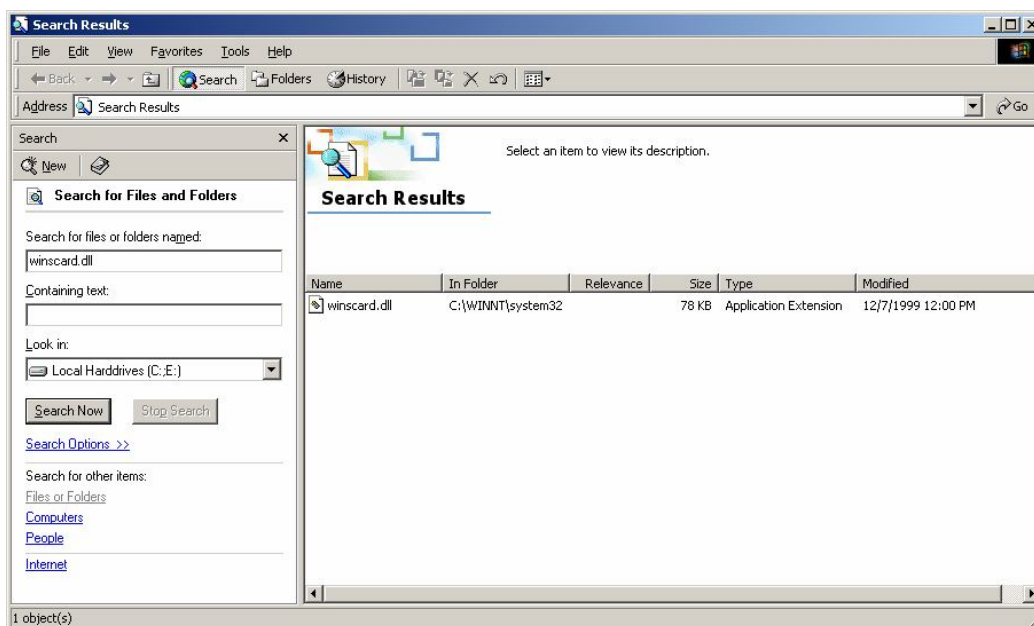 Search Results
File Edit View Favorites Tools Help
Back Search Folders History
Address Search Results Go
Search
New
Search for Files and Folders
Search for files or folders named:
winscard.dll
Containing text:
Look in:
Local Harddrives (C:;E:)
Search Now Stop Search
Search Options >>
Search for other items:
Files or Folders
Computers
People
Internet
Select an item to view its description.
Search Results
Name In Folder Relevance Size Type Modified
winscard.dll C:\WINNT\system32 78 KB Application Extension 12/7/1999 12:00 PM
1 object(s)